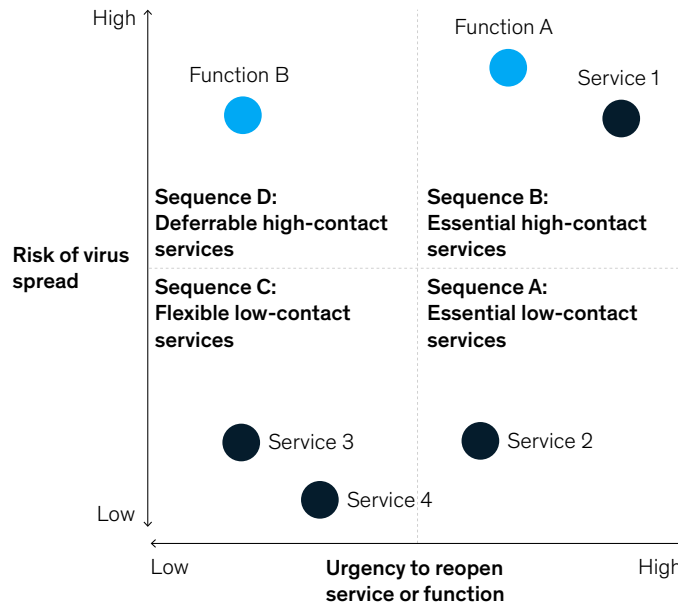 High
Function A
Function B
Service 1
Sequence D:
Deferrable high-contact
services
Sequence B:
Essential high-contact
services
Risk of virus
spread
Sequence C:
Flexible low-contact
services
Sequence A:
Essential low-contact
services
Service 3
Service 2
Service 4
Low
Low
Urgency to reopen
service or function
High